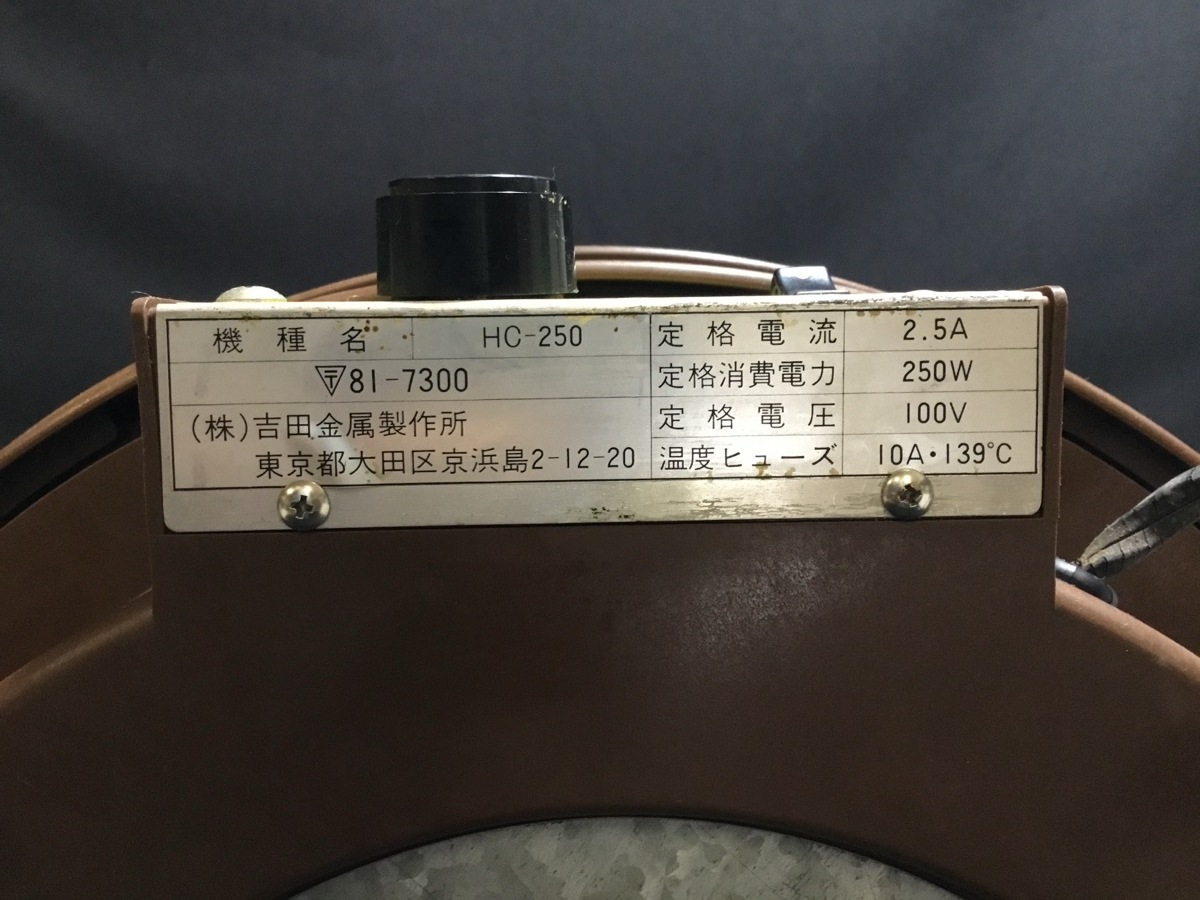 機種名 HC-250
〒81-7300
(株)吉田金属製作所
東京都大田区京浜島2-12-20
定格電流 2.5A
定格消費電力 250W
定格電圧 100V
温度ヒューズ 10A・139℃